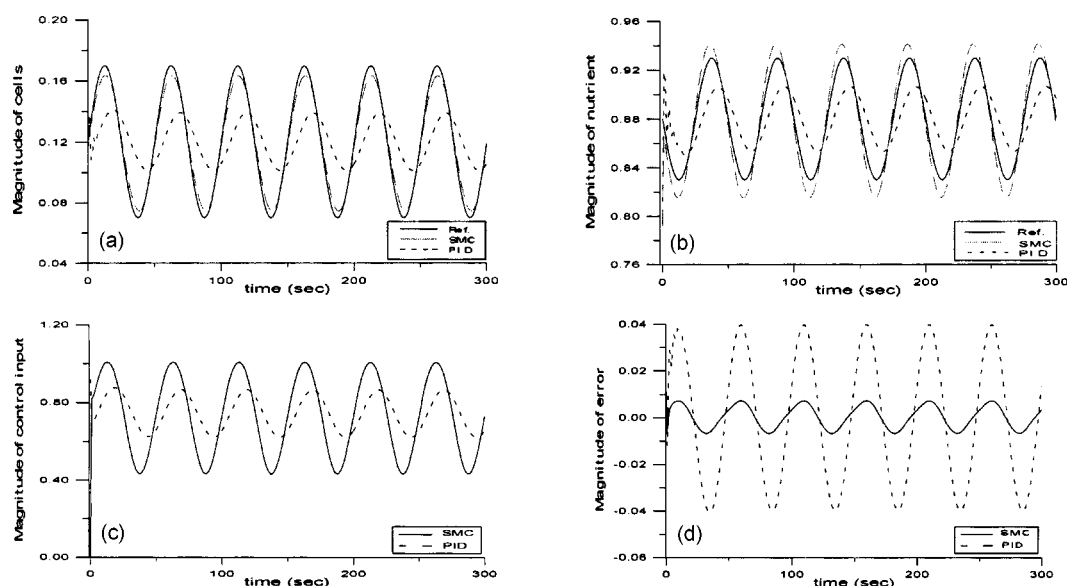 0.20
0.16
0.12
0.08
0.04
Magnitude of cells
(a)
Ref.
SMC
PID
0
100
200
300
time (sec)
0.96
0.92
0.88
0.84
0.80
0.76
Magnitude of nutrient
(b)
Ref.
SMC
PID
0
100
200
300
time (sec)
1.20
0.80
0.40
0.00
Magnitude of control input
(c)
SMC
PID
0
100
200
300
time (sec)
0.04
0.02
0.00
-0.02
-0.04
-0.06
Magnitude of error
(d)
SMC
PID
0
100
200
300
time (sec)